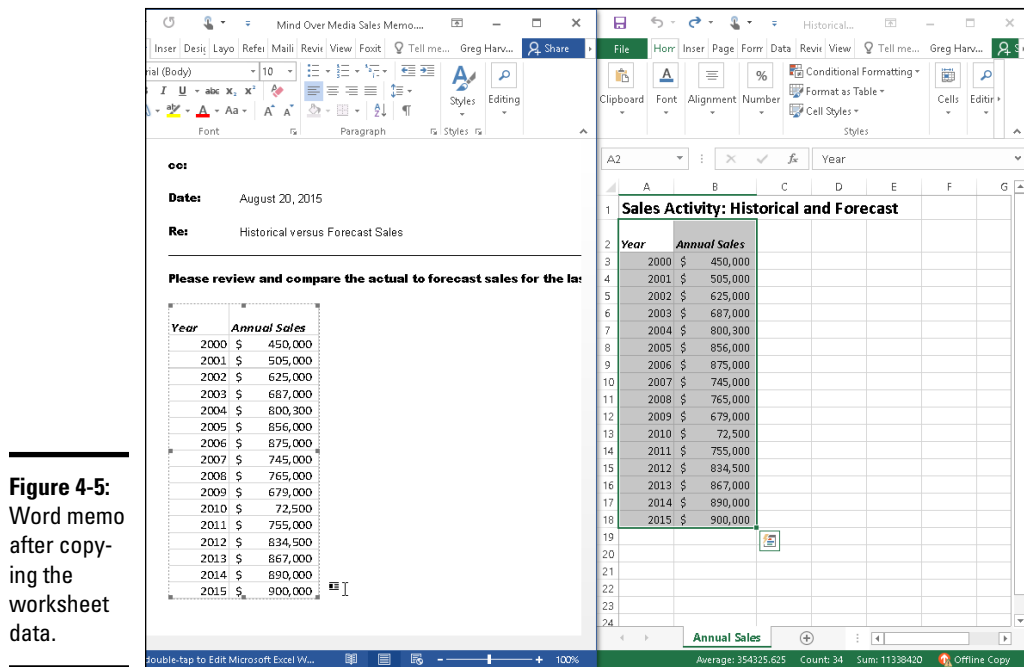 Mind Over Media Sales Memo....
Inser Desig Layo Refei Maili Revie View Foxit Tell me... Greg Harv... Share
rial (Body) 10
I U abc x₂ x²
aby A Aa A A
Styles Editing
Font Paragraph Styles
cc:
Date: August 20, 2015
Re: Historical versus Forecast Sales
Please review and compare the actual to forecast sales for the las
Year Annual Sales
2000 $ 450,000
2001 $ 505,000
2002 $ 625,000
2003 $ 687,000
2004 $ 800,300
2005 $ 856,000
2006 $ 875,000
2007 $ 745,000
2008 $ 765,000
2009 $ 679,000
2010 $ 72,500
2011 $ 755,000
2012 $ 834,500
2013 $ 867,000
2014 $ 890,000
2015 $ 900,000
double-tap to Edit Microsoft Excel W... 100%
Historical...
File Hom Inser Page Form Data Revie View Tell me... Greg Harv... S
Clipboard Font Alignment Number
Conditional Formatting
Format as Table
Cell Styles
Cells Editin
Styles
A2 fx Year
A B C D E F G
1 Sales Activity: Historical and Forecast
2 Year Annual Sales
3 2000 $ 450,000
4 2001 $ 505,000
5 2002 $ 625,000
6 2003 $ 687,000
7 2004 $ 800,300
8 2005 $ 856,000
9 2006 $ 875,000
10 2007 $ 745,000
11 2008 $ 765,000
12 2009 $ 679,000
13 2010 $ 72,500
14 2011 $ 755,000
15 2012 $ 834,500
16 2013 $ 867,000
17 2014 $ 890,000
18 2015 $ 900,000
19
20
21
22
23
24
Annual Sales
Average: 354325.625 Count: 34 Sum: 11338420 Offline Copy
Figure 4-5:
Word memo
after copy-
ing the
worksheet
data.